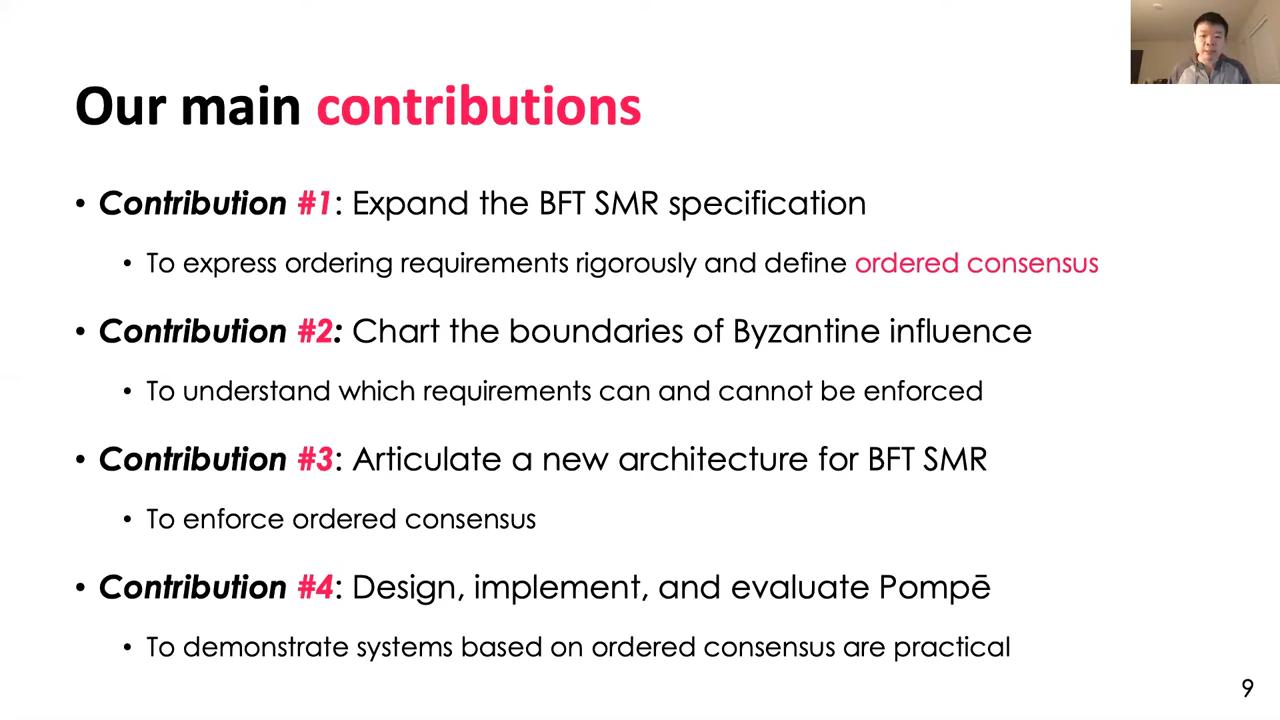 Our main contributions
• Contribution #1: Expand the BFT SMR specification
• To express ordering requirements rigorously and define ordered consensus
• Contribution #2: Chart the boundaries of Byzantine influence
• To understand which requirements can and cannot be enforced
• Contribution #3: Articulate a new architecture for BFT SMR
• To enforce ordered consensus
• Contribution #4: Design, implement, and evaluate Pompē
• To demonstrate systems based on ordered consensus are practical
9